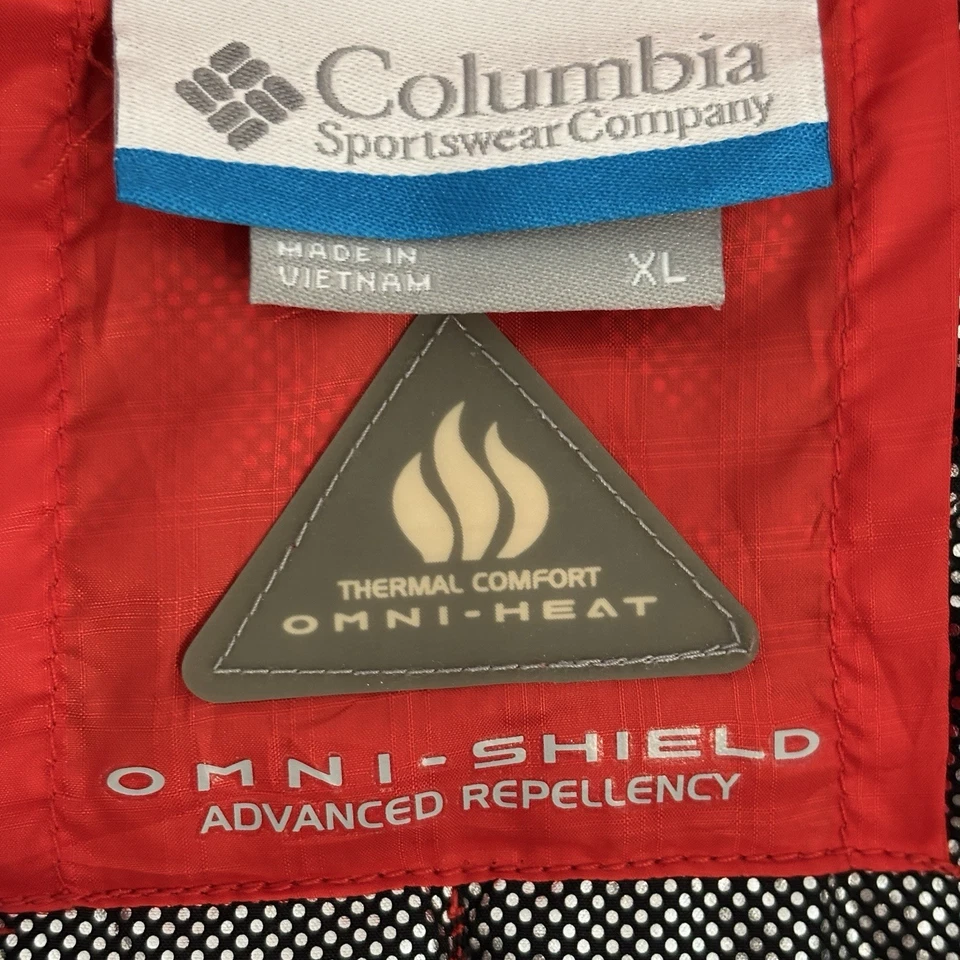 Columbia
Sportswear Company
MADE IN
VIETNAM
XL
THERMAL COMFORT
OMNI-HEAT
OMNI-SHIELD
ADVANCED REPELLENCY